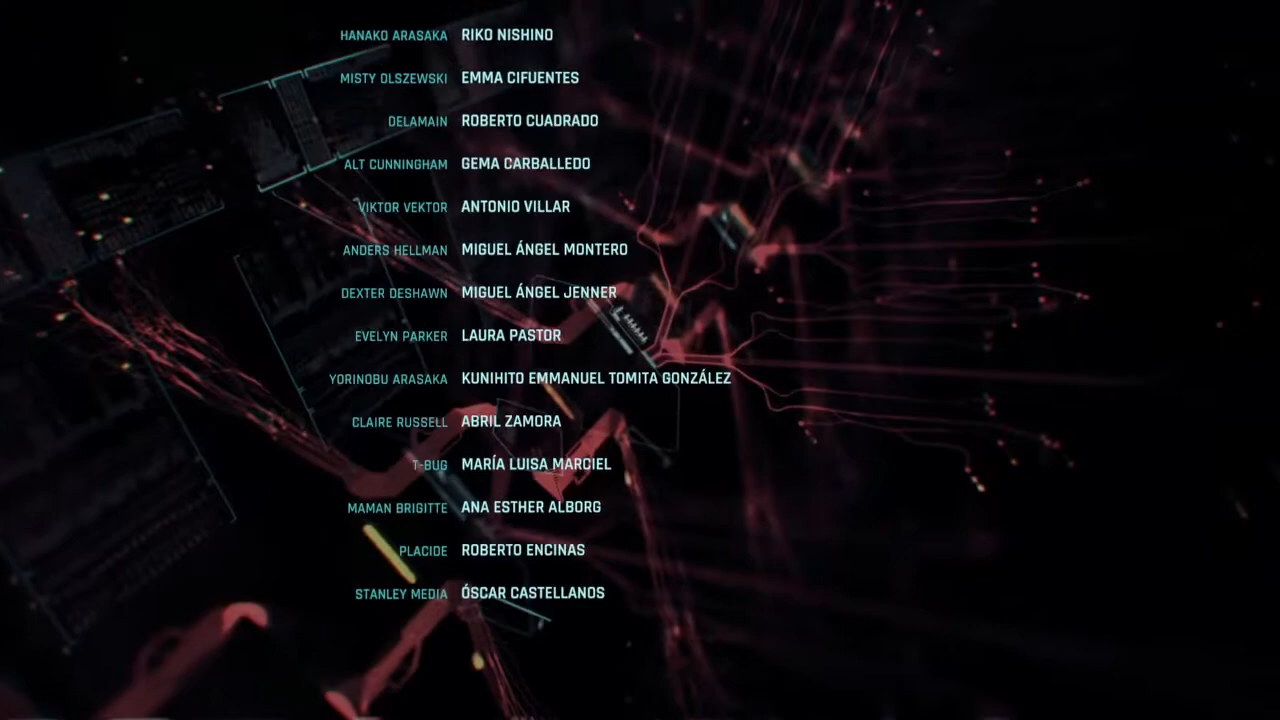 HANAKO ARASAKA RIKO NISHINO
MISTY OLSZEWSKI EMMA CIFUENTES
DELAMAIN ROBERTO CUADRADO
ALT CUNNINGHAM GEMA CARBALLEDO
VIKTOR VEKTOR ANTONIO VILLAR
ANDERS HELLMAN MIGUEL ÁNGEL MONTERO
DEXTER DESHAWN MIGUEL ÁNGEL JENNER
EVELYN PARKER LAURA PASTOR
YORINOBU ARASAKA KUNIHITO EMMANUEL TOMITA GONZÁLEZ
CLAIRE RUSSELL ABRIL ZAMORA
T-BUG MARÍA LUISA MARCIEL
MAMAN BRIGITTE ANA ESTHER ALBORG
PLACIDE ROBERTO ENCINAS
STANLEY MEDIA ÓSCAR CASTELLANOS